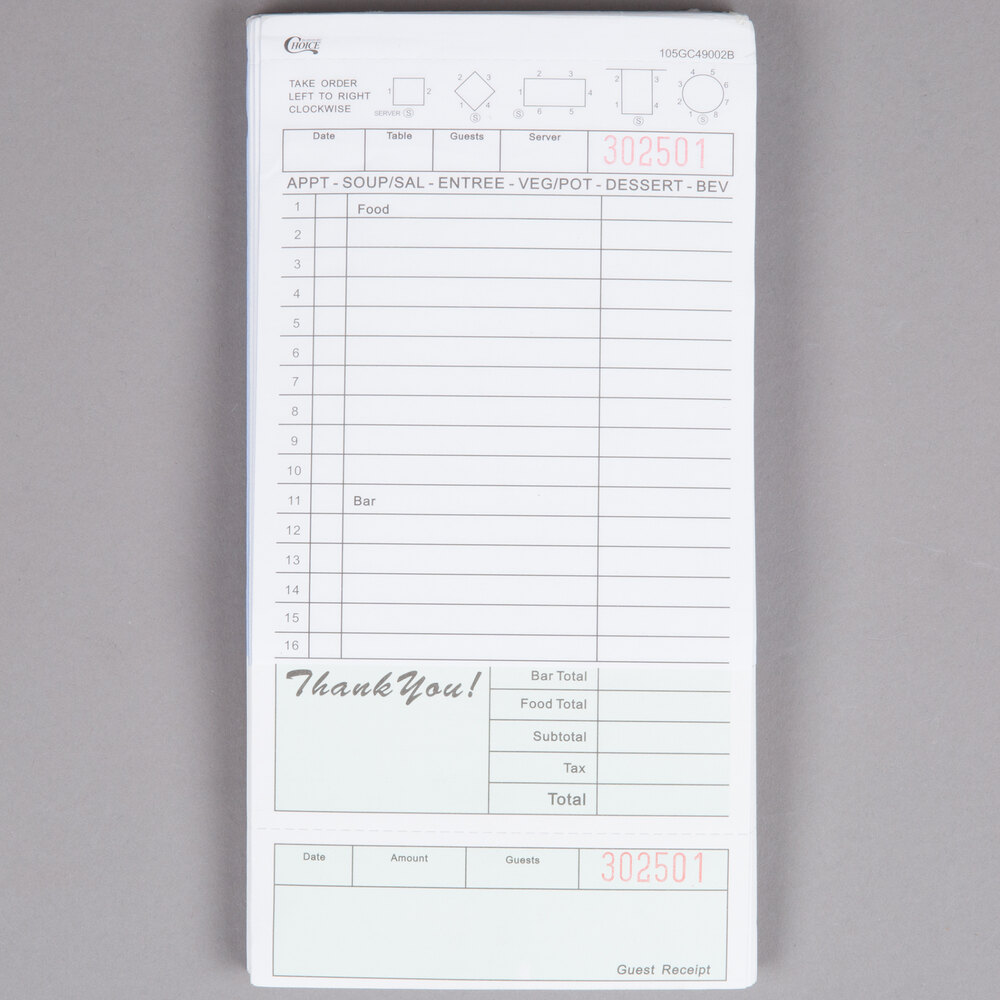 CHOICE
105GC49002B
TAKE ORDER
LEFT TO RIGHT
CLOCKWISE
SERVER S
1 2
1 2 3 4 S
1 2 3 4 5 6 S
1 2 3 4 S
1 2 3 4 5 6 7 8 S
Date Table Guests Server 302501
APPT - SOUP/SAL - ENTREE - VEG/POT - DESSERT - BEV
1 Food
2
3
4
5
6
7
8
9
10
11 Bar
12
13
14
15
16
Thank You!
Bar Total
Food Total
Subtotal
Tax
Total
Date Amount Guests 302501
Guest Receipt